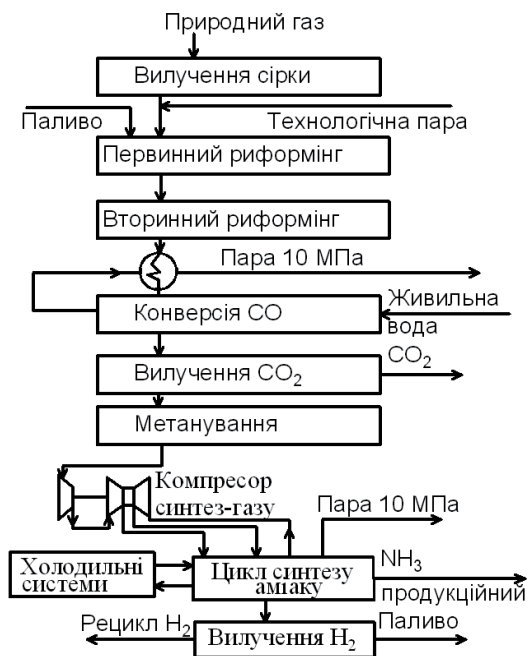 Природний газ
Вилучення сірки
Паливо
Технологічна пара
Первинний риформінг
Вторинний риформінг
Пара 10 МПа
Конверсія СО
Живильна
вода
Вилучення CO₂
CO₂
Метанування
Компресор
синтез-газу
Пара 10 МПа
Холодильні
системи
Цикл синтезу
аміаку
NH₃
продукційний
Рецикл H₂
Вилучення H₂
Паливо